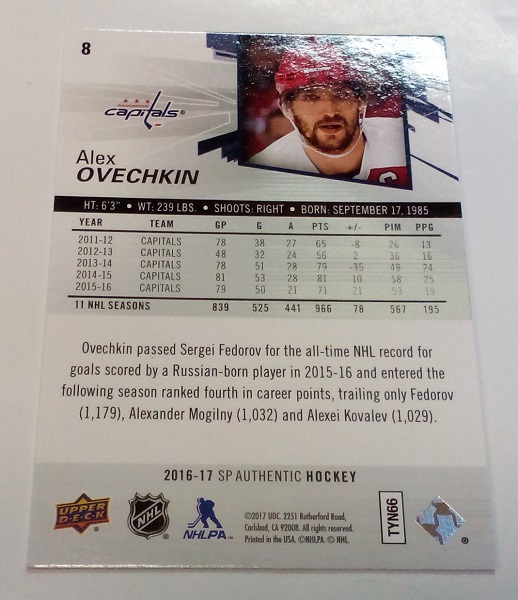 8
capitals®
Alex
OVECHKIN
HT: 6'3" • WT: 239 LBS. • SHOOTS: RIGHT • BORN: SEPTEMBER 17, 1985
YEAR TEAM GP G A PTS +/- PIM PPG
2011-12 CAPITALS 78 38 27 65 -8 26 13
2012-13 CAPITALS 48 32 24 56 2 36 16
2013-14 CAPITALS 78 51 28 79 -35 48 24
2014-15 CAPITALS 81 53 28 81 10 58 25
2015-16 CAPITALS 79 50 21 71 21 53 19
11 NHL SEASONS 839 525 441 966 78 567 195
Ovechkin passed Sergei Fedorov for the all-time NHL record for
goals scored by a Russian-born player in 2015-16 and entered the
following season ranked fourth in career points, trailing only Fedorov
(1,179), Alexander Mogilny (1,032) and Alexei Kovalev (1,029).
2016-17 SP AUTHENTIC HOCKEY
UPPER
DECK
NHL
NHLPA
©2017 UDC. 2251 Rutherford Road,
Carlsbad, CA 92008. All rights reserved.
Printed in the USA. ©NHLPA. © NHL.
TYN66
®
C